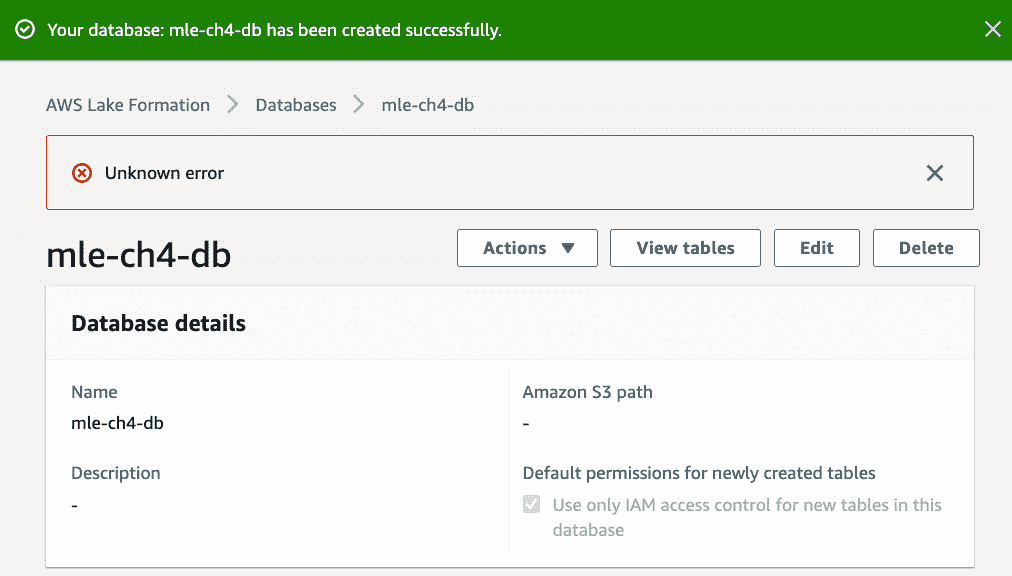 Your database: mle-ch4-db has been created successfully.
AWS Lake Formation > Databases > mle-ch4-db
Unknown error
mle-ch4-db
Actions ▼ View tables Edit Delete
Database details
Name
mle-ch4-db
Description
-
Amazon S3 path
-
Default permissions for newly created tables
Use only IAM access control for new tables in this
database